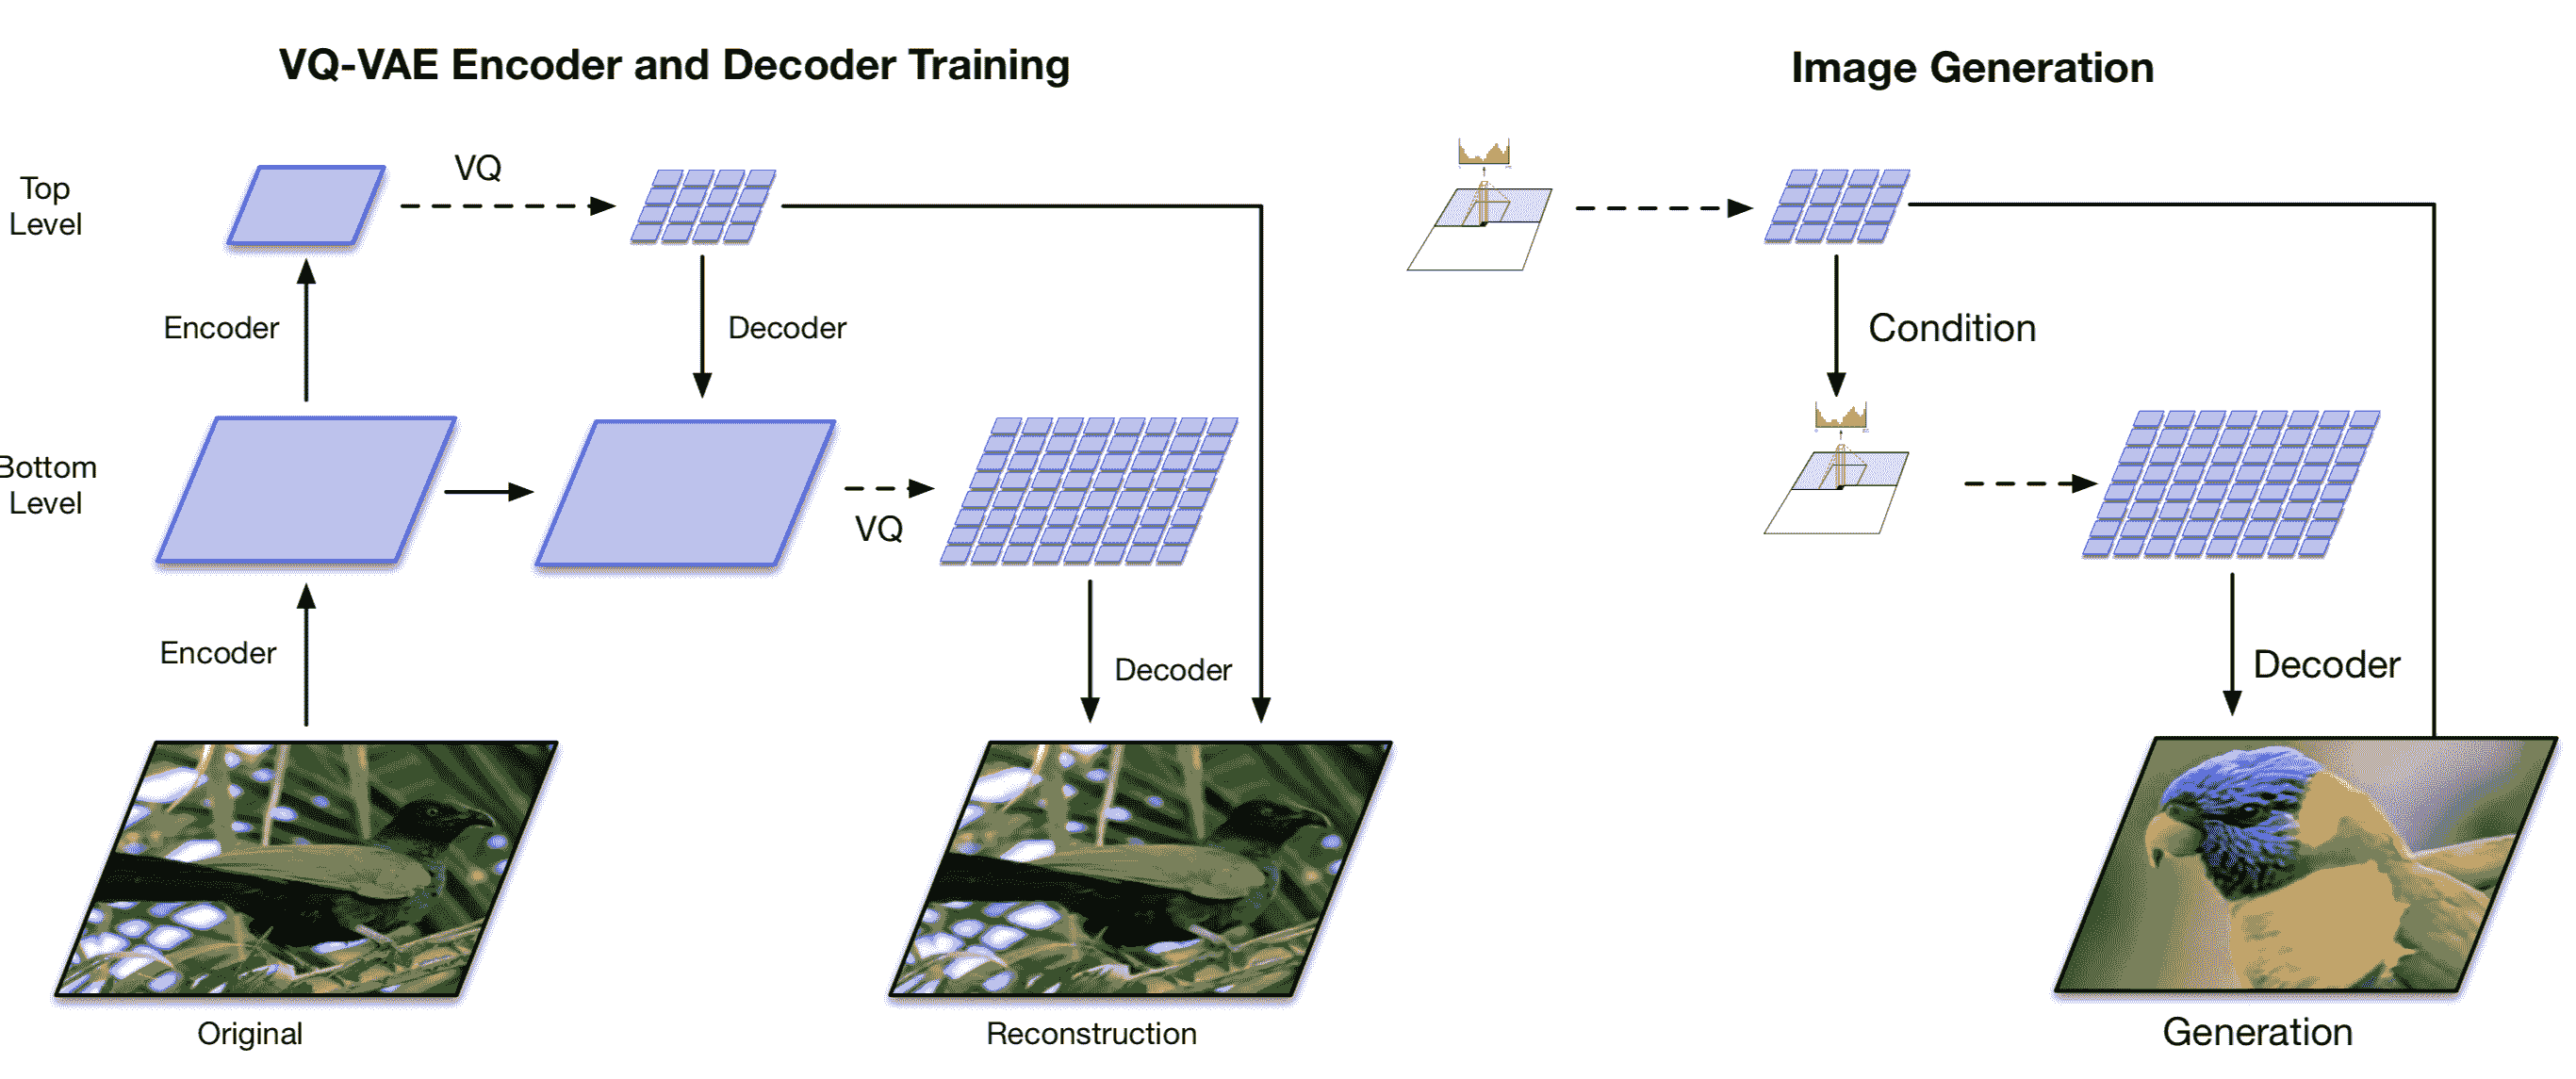 VQ-VAE Encoder and Decoder Training
Image Generation
Top
Level
VQ
Encoder
Decoder
Condition
Bottom
Level
VQ
Encoder
Decoder
Decoder
Original
Reconstruction
Generation